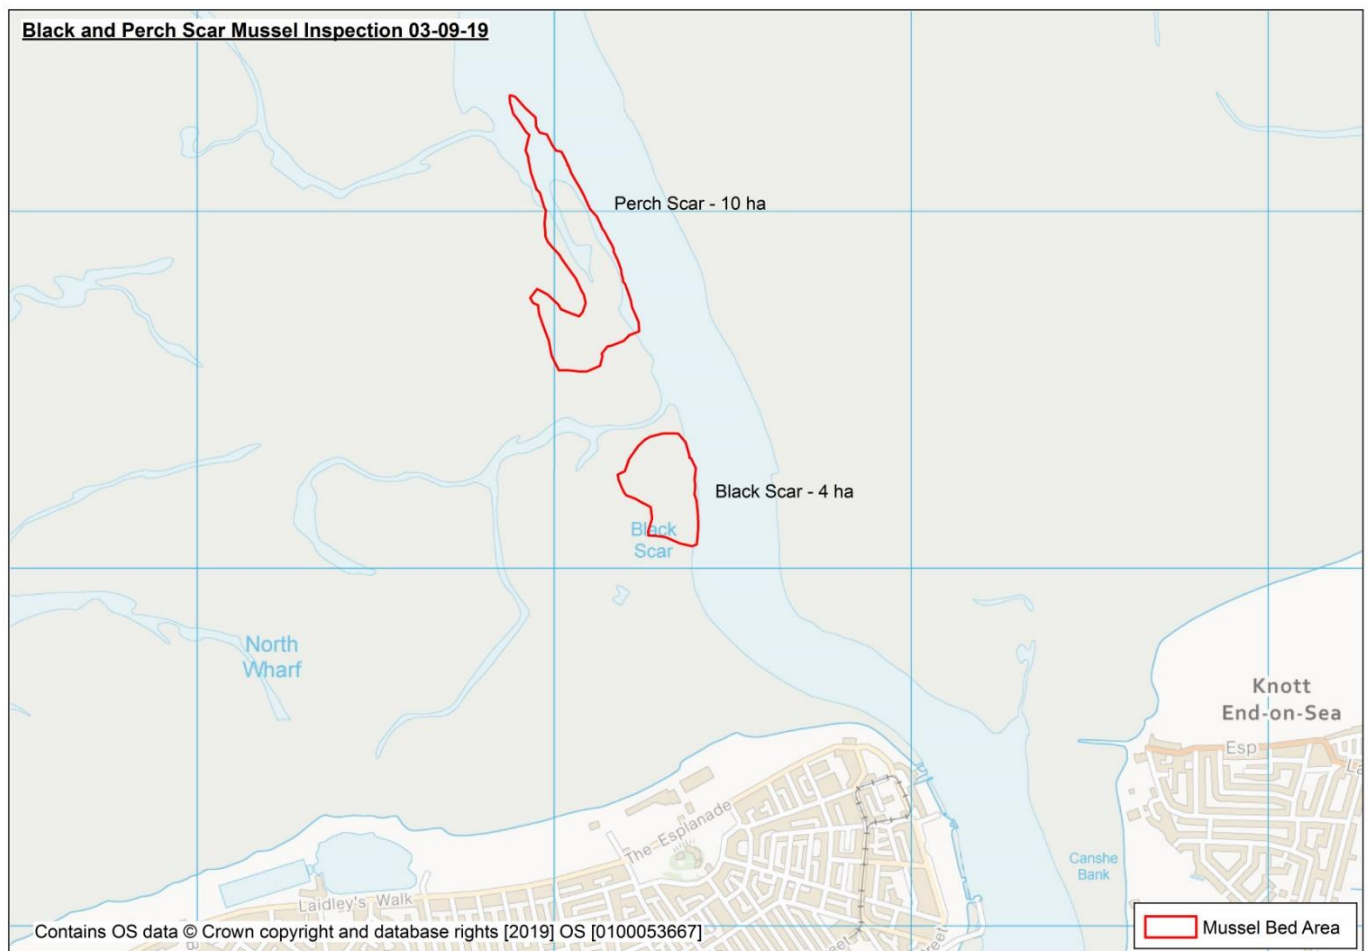 Black and Perch Scar Mussel Inspection 03-09-19
Perch Scar - 10 ha
Black Scar - 4 ha
Black
Scar
North
Wharf
Knott
End-on-Sea
Esp
La
The Esplanade
Canshe
Bank
Laidley's Walk
Contains OS data © Crown copyright and database rights [2019] OS [0100053667]
Mussel Bed Area